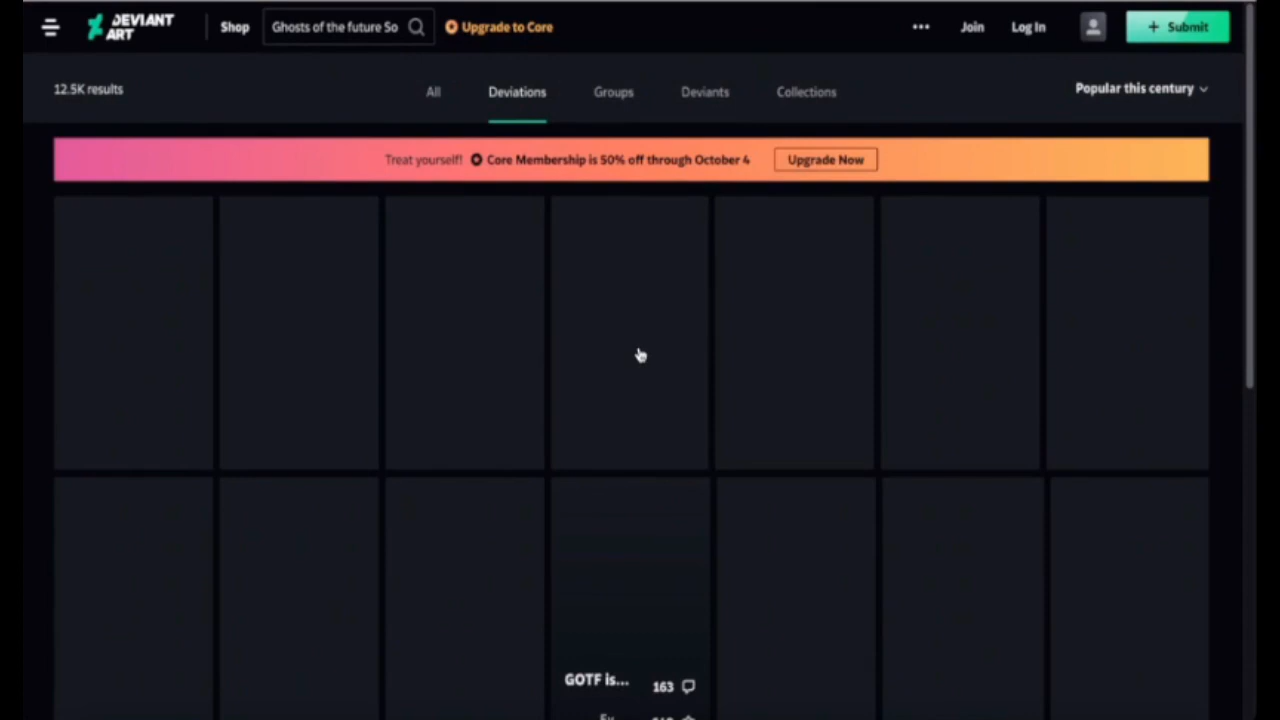 DEVIANT
ART
Shop
Ghosts of the future So
Upgrade to Core
Join
Log In
+ Submit
12.5K results
All
Deviations
Groups
Deviants
Collections
Popular this century
Treat yourself! Core Membership is 50% off through October 4
Upgrade Now
GOTF is...
163